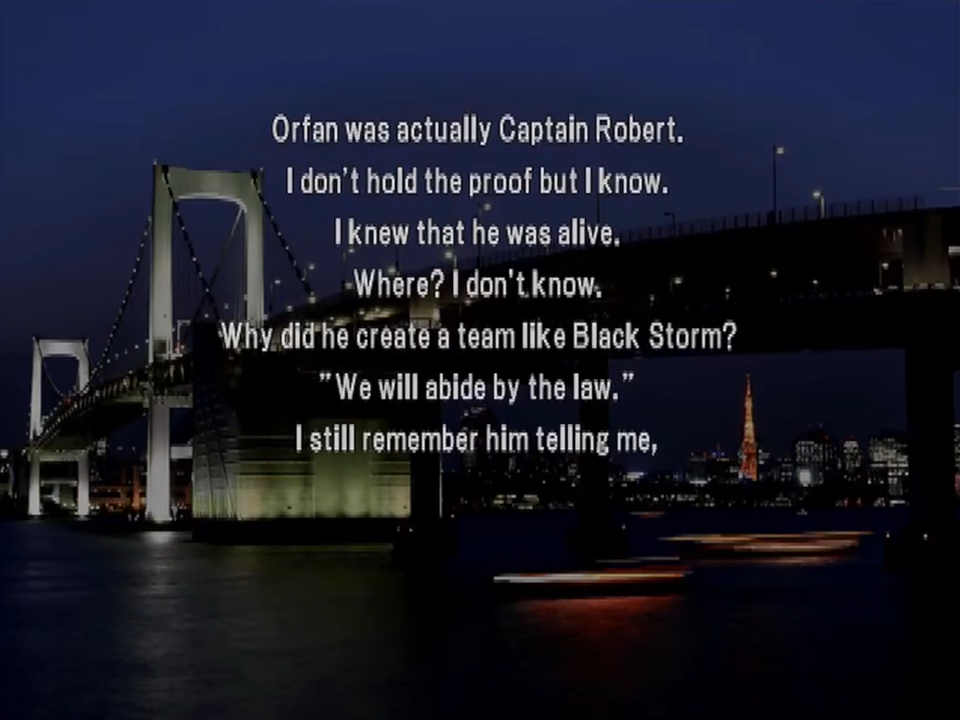 Orfan was actually Captain Robert.
I don't hold the proof but I know.
I knew that he was alive.
Where? I don't know.
Why did he create a team like Black Storm?
"We will abide by the law."
I still remember him telling me,